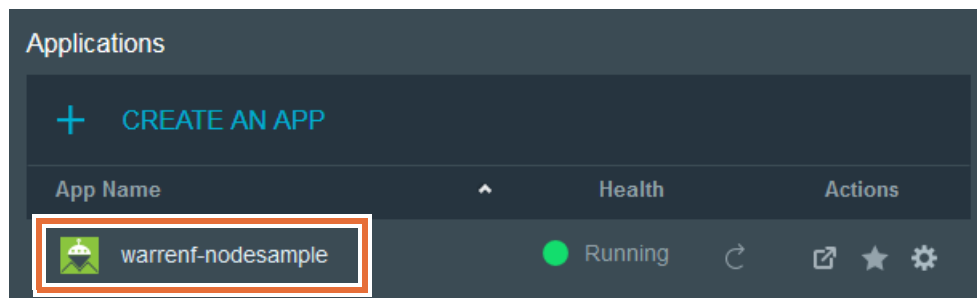 Applications
CREATE AN APP
App Name Health Actions
warrenf-nodesample Running